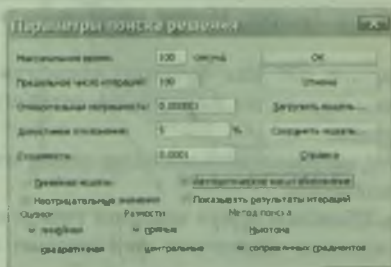 Параметры поиска решения
Максимальное время: 100 секунд OK
Предельное число итераций: 100 Отмена
Относительная погрешность: 0,000001 Загрузить модель...
Допустимое отклонение: 5 % Сохранить модель...
Сходимость: 0,0001 Справка
Линейная модель Автоматическое масштабирование
Неотрицательные значения Показывать результаты итераций
Оценки Разности Метод поиска
линейная прямые Ньютона
квадратичная центральные сопряженных градиентов